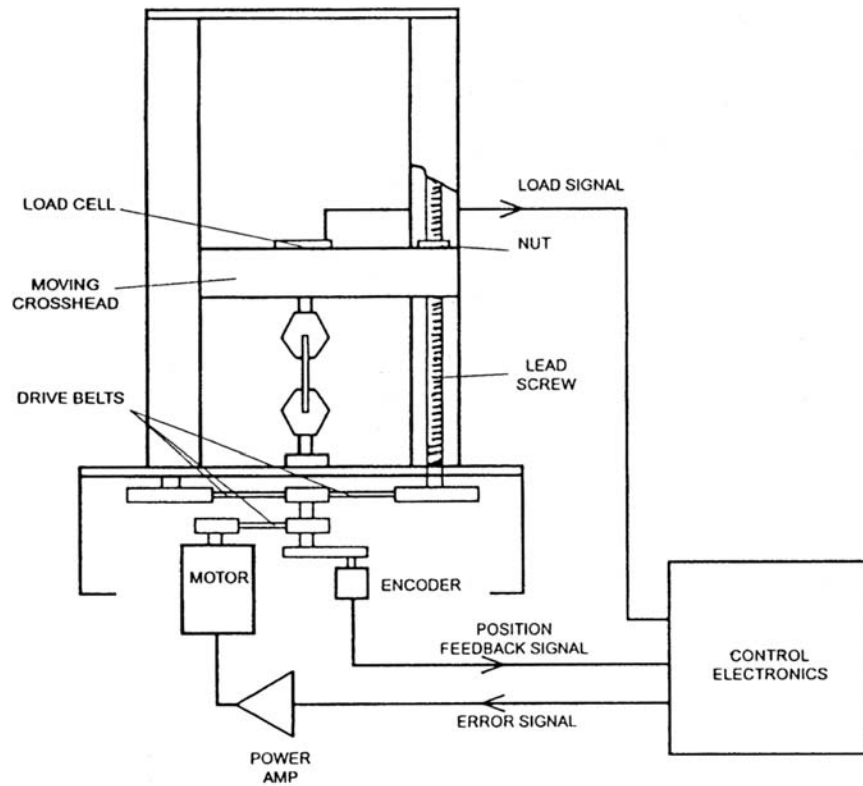 LOAD SIGNAL
LOAD CELL
NUT
MOVING
CROSSHEAD
LEAD
SCREW
DRIVE BELTS
MOTOR
ENCODER
POSITION
FEEDBACK SIGNAL
CONTROL
ELECTRONICS
ERROR SIGNAL
POWER
AMP